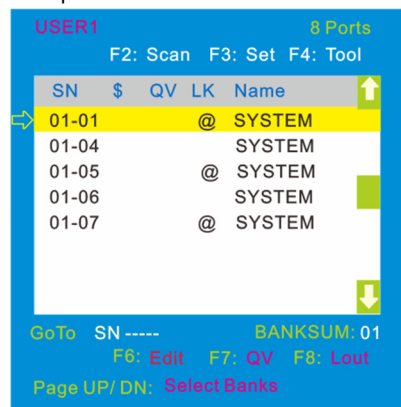 USER1 8 Ports
F2: Scan F3: Set F4: Tool
SN $ QV LK Name
01-01 @ SYSTEM
01-04 SYSTEM
01-05 @ SYSTEM
01-06 SYSTEM
01-07 @ SYSTEM
GoTo SN ----- BANKSUM: 01
F6: Edit F7: QV F8: Lout
Page UP/ DN: Select Banks